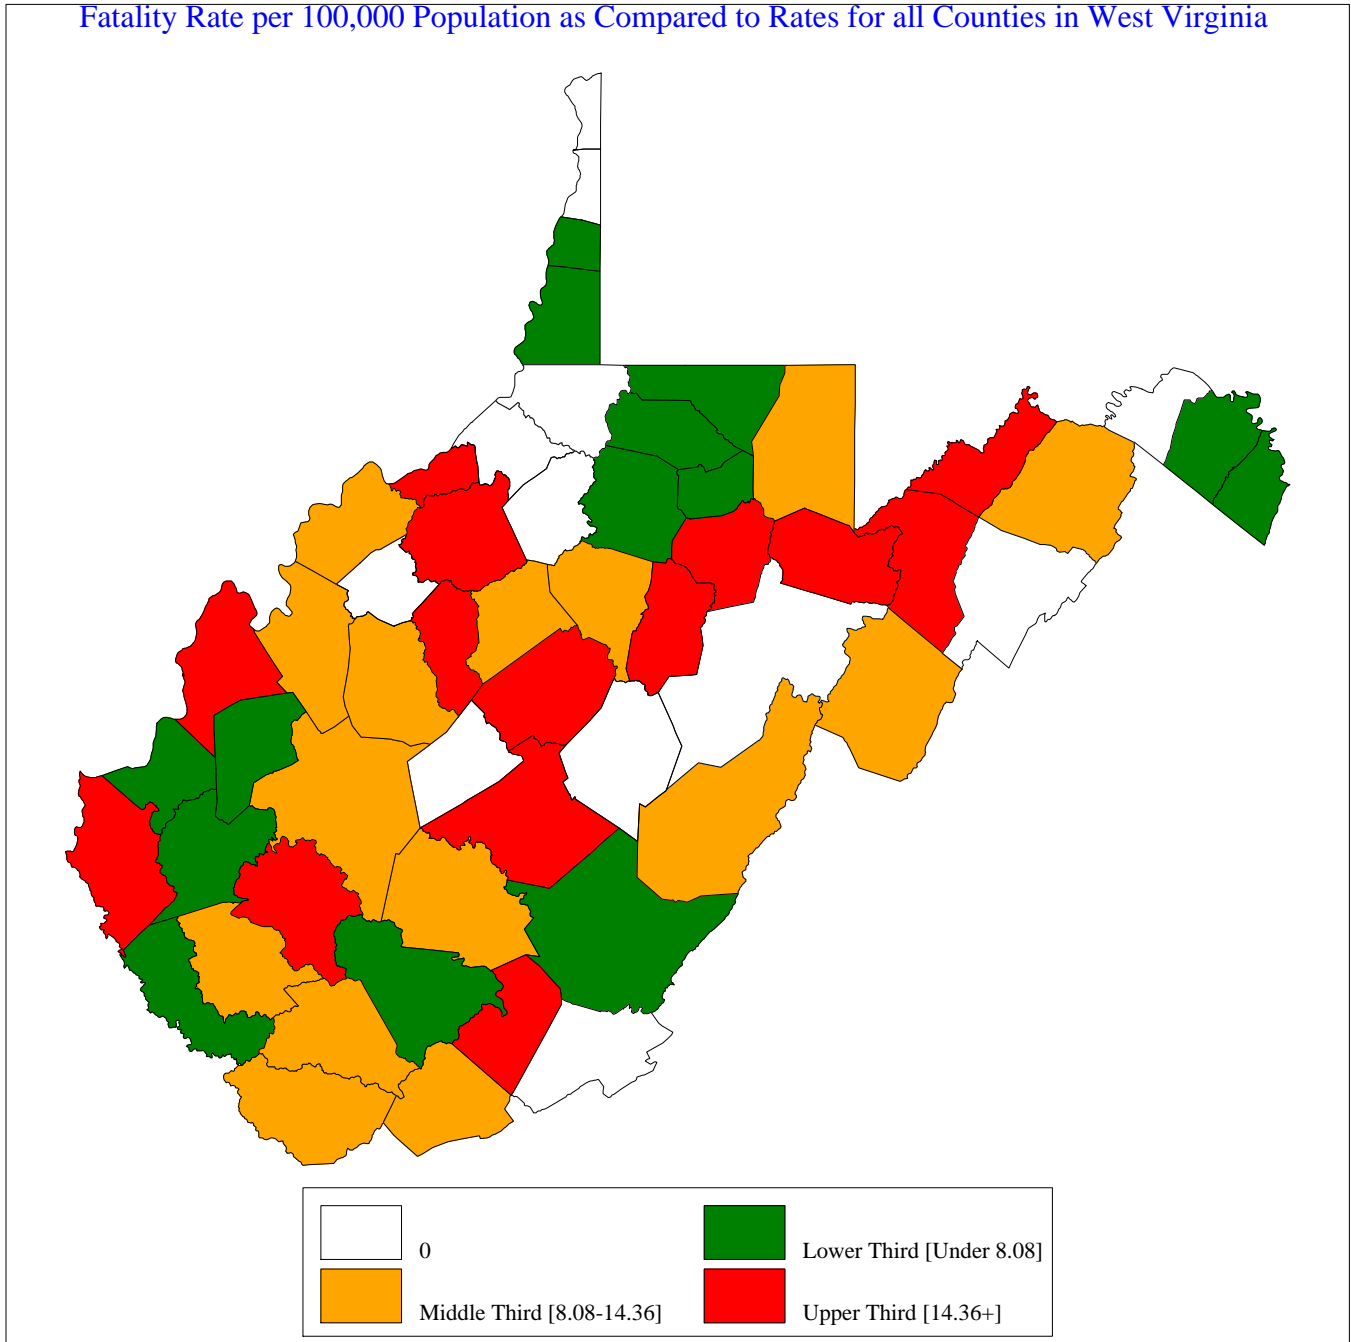 Fatality Rate per 100,000 Population as Compared to Rates for all Counties in West Virginia
0
Lower Third [Under 8.08]
Middle Third [8.08-14.36]
Upper Third [14.36+]